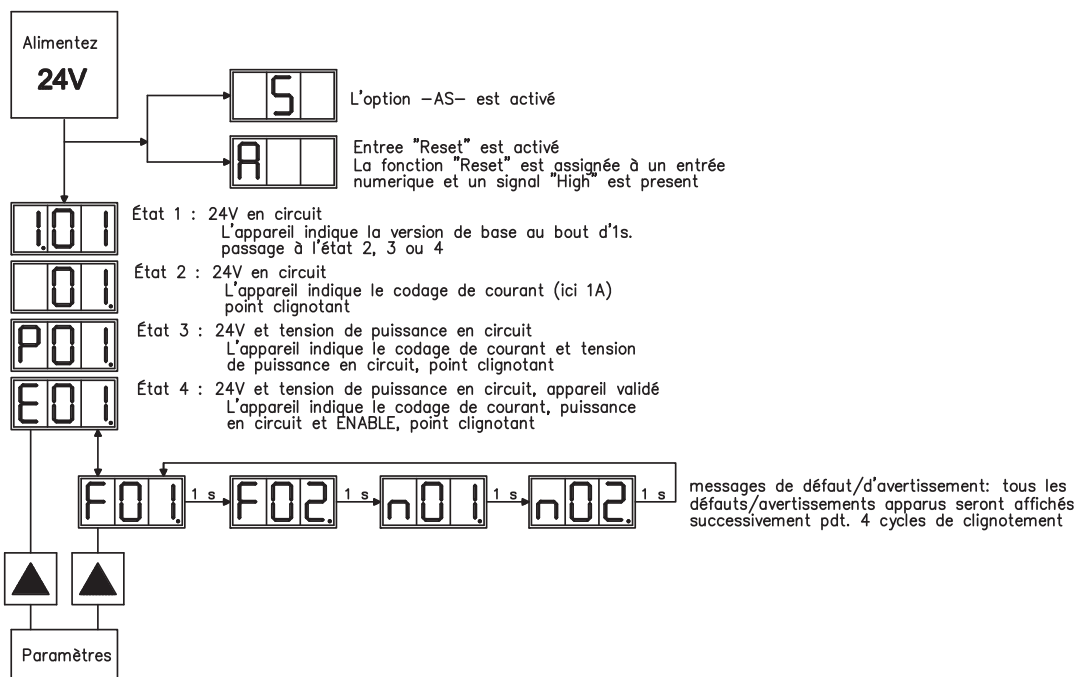 Alimentez
24V
S
L'option -AS- est activé
A
Entree "Reset" est activé
La fonction "Reset" est assignée à un entrée
numerique et un signal "High" est present
1.01
État 1 : 24V en circuit
L'appareil indique la version de base au bout d'1s.
passage à l'état 2, 3 ou 4
01.
État 2 : 24V en circuit
L'appareil indique le codage de courant (ici 1A)
point clignotant
P01.
État 3 : 24V et tension de puissance en circuit
L'appareil indique le codage de courant et tension
de puissance en circuit, point clignotant
E01.
État 4 : 24V et tension de puissance en circuit, appareil validé
L'appareil indique le codage de courant, puissance
en circuit et ENABLE, point clignotant
F01. 1 s F02. 1 s n01. 1 s n02. 1 s
messages de défaut/d'avertissement: tous les
défauts/avertissements apparus seront affichés
successivement pdt. 4 cycles de clignotement
Paramètres